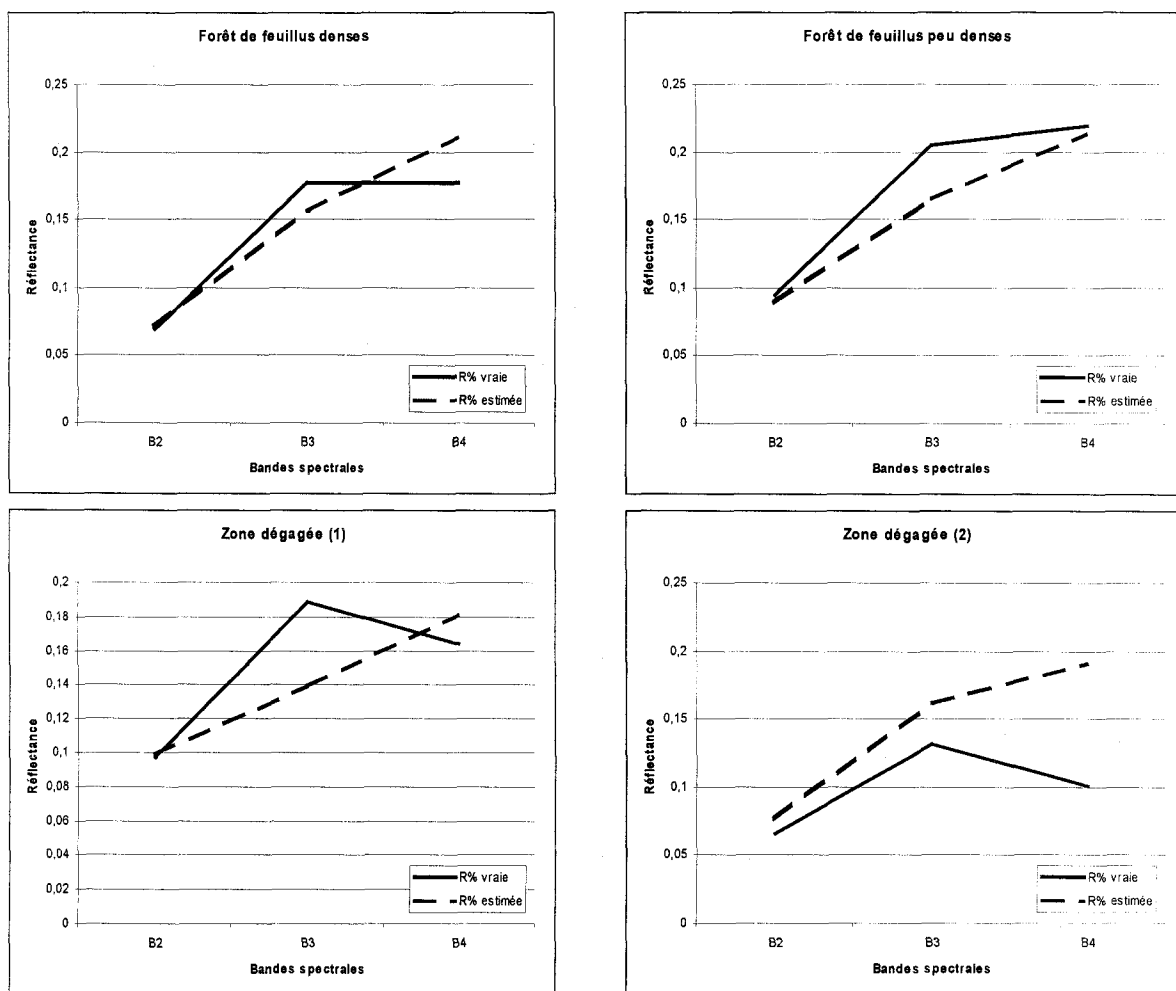 Forêt de feuillus denses
0,25
0,2
0,15
0,1
0,05
0
Réflectance
B2 B3 B4
Bandes spectrales
R% vraie
R% estimée
Forêt de feuillus peu denses
0,25
0,2
0,15
0,1
0,05
0
Réflectance
B2 B3 B4
Bandes spectrales
R% vraie
R% estimée
Zone dégagée (1)
0,2
0,18
0,16
0,14
0,12
0,1
0,08
0,06
0,04
0,02
0
Réflectance
B2 B3 B4
Bandes spectrales
R% vraie
R% estimée
Zone dégagée (2)
0,25
0,2
0,15
0,1
0,05
0
Réflectance
B2 B3 B4
Bandes spectrales
R% vraie
R% estimée